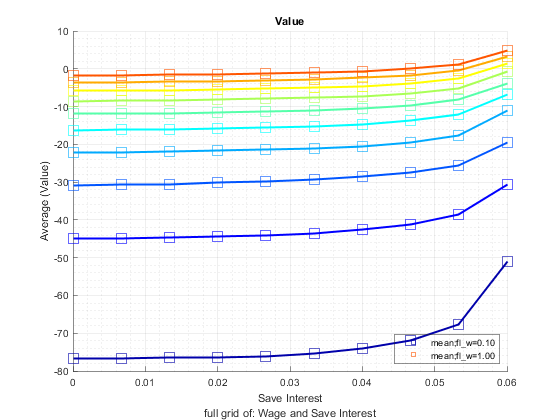 Value
10
0
-10
-20
-30
-40
-50
-60
-70
-80
Average (Value)
0
0.01
0.02
0.03
0.04
0.05
0.06
mean;fl_w=0.10
mean;fl_w=1.00
Save Interest
full grid of: Wage and Save Interest